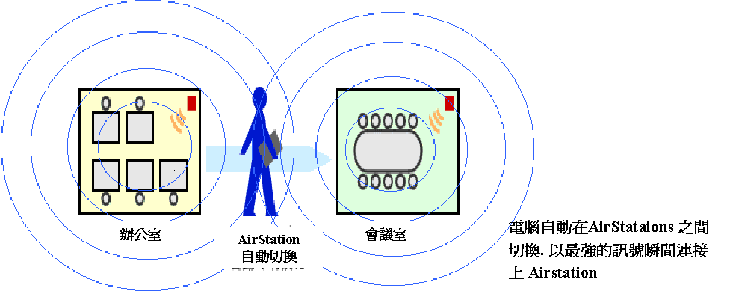 辦公室
AirStation
自動切換
會議室
電腦自動在AirStatalons 之間
切換. 以最強的訊號瞬間連接
上 Airstation